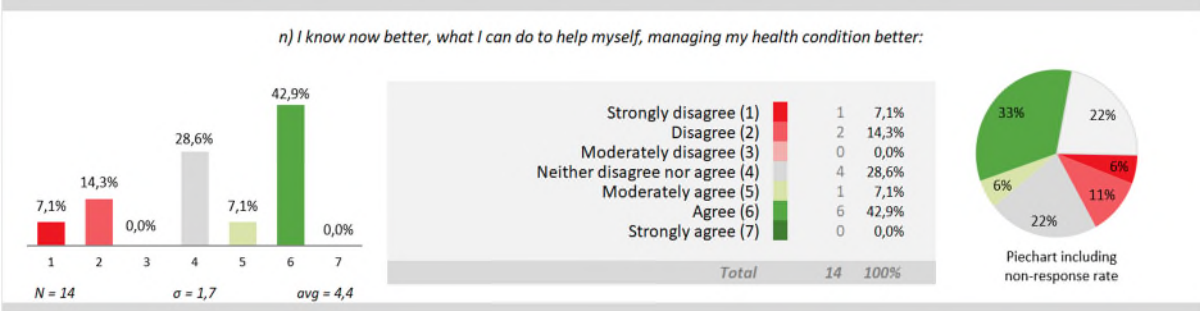 n) I know now better, what I can do to help myself, managing my health condition better:
7,1%
14,3%
0,0%
28,6%
7,1%
42,9%
0,0%
1 2 3 4 5 6 7
N = 14 σ = 1,7 avg = 4,4
Strongly disagree (1) 1 7,1%
Disagree (2) 2 14,3%
Moderately disagree (3) 0 0,0%
Neither disagree nor agree (4) 4 28,6%
Moderately agree (5) 1 7,1%
Agree (6) 6 42,9%
Strongly agree (7) 0 0,0%
Total 14 100%
33%
22%
6%
11%
22%
6%
Piechart including
non-response rate